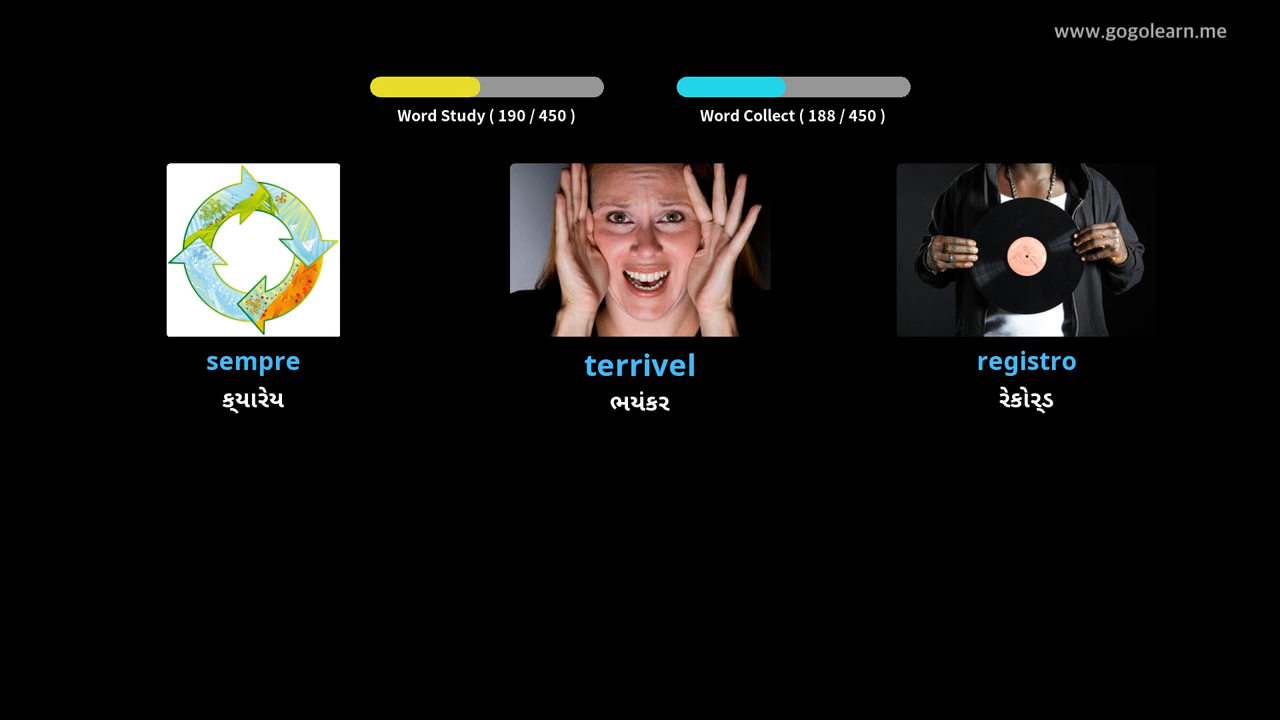 www.gogolearn.me
Word Study ( 190 / 450 )
Word Collect ( 188 / 450 )
sempre
ક્યારેય
terrivel
ભયંકર
registro
રેકોર્ડ